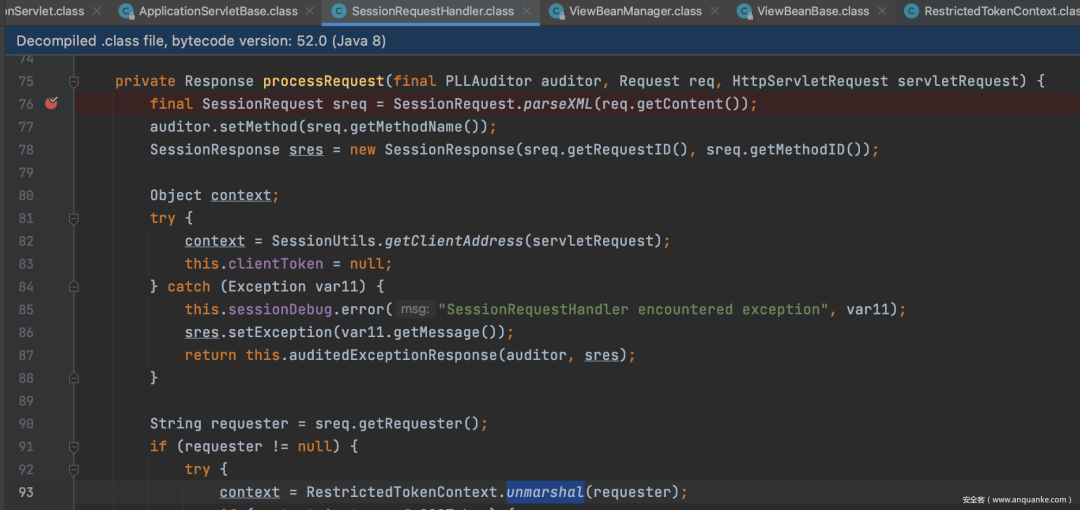 nServlet.class
ApplicationServletBase.class
SessionRequestHandler.class
ViewBeanManager.class
ViewBeanBase.class
RestrictedTokenContext.clas
Decompiled .class file, bytecode version: 52.0 (Java 8)
74
75 private Response processRequest(final PLLAuditor auditor, Request req, HttpServletRequest servletRequest) {
76 final SessionRequest sreq = SessionRequest.parseXML(req.getContent());
77 auditor.setMethod(sreq.getMethodName());
78 SessionResponse sres = new SessionResponse(sreq.getRequestID(), sreq.getMethodID());
79
80 Object context;
81 try {
82 context = SessionUtils.getClientAddress(servletRequest);
83 this.clientToken = null;
84 } catch (Exception var11) {
85 this.sessionDebug.error( msg: "SessionRequestHandler encountered exception", var11);
86 sres.setException(var11.getMessage());
87 return this.auditedExceptionResponse(auditor, sres);
88 }
89
90 String requester = sreq.getRequester();
91 if (requester != null) {
92 try {
93 context = RestrictedTokenContext.unmarshal(requester);
安全客（www.anquanke.com）